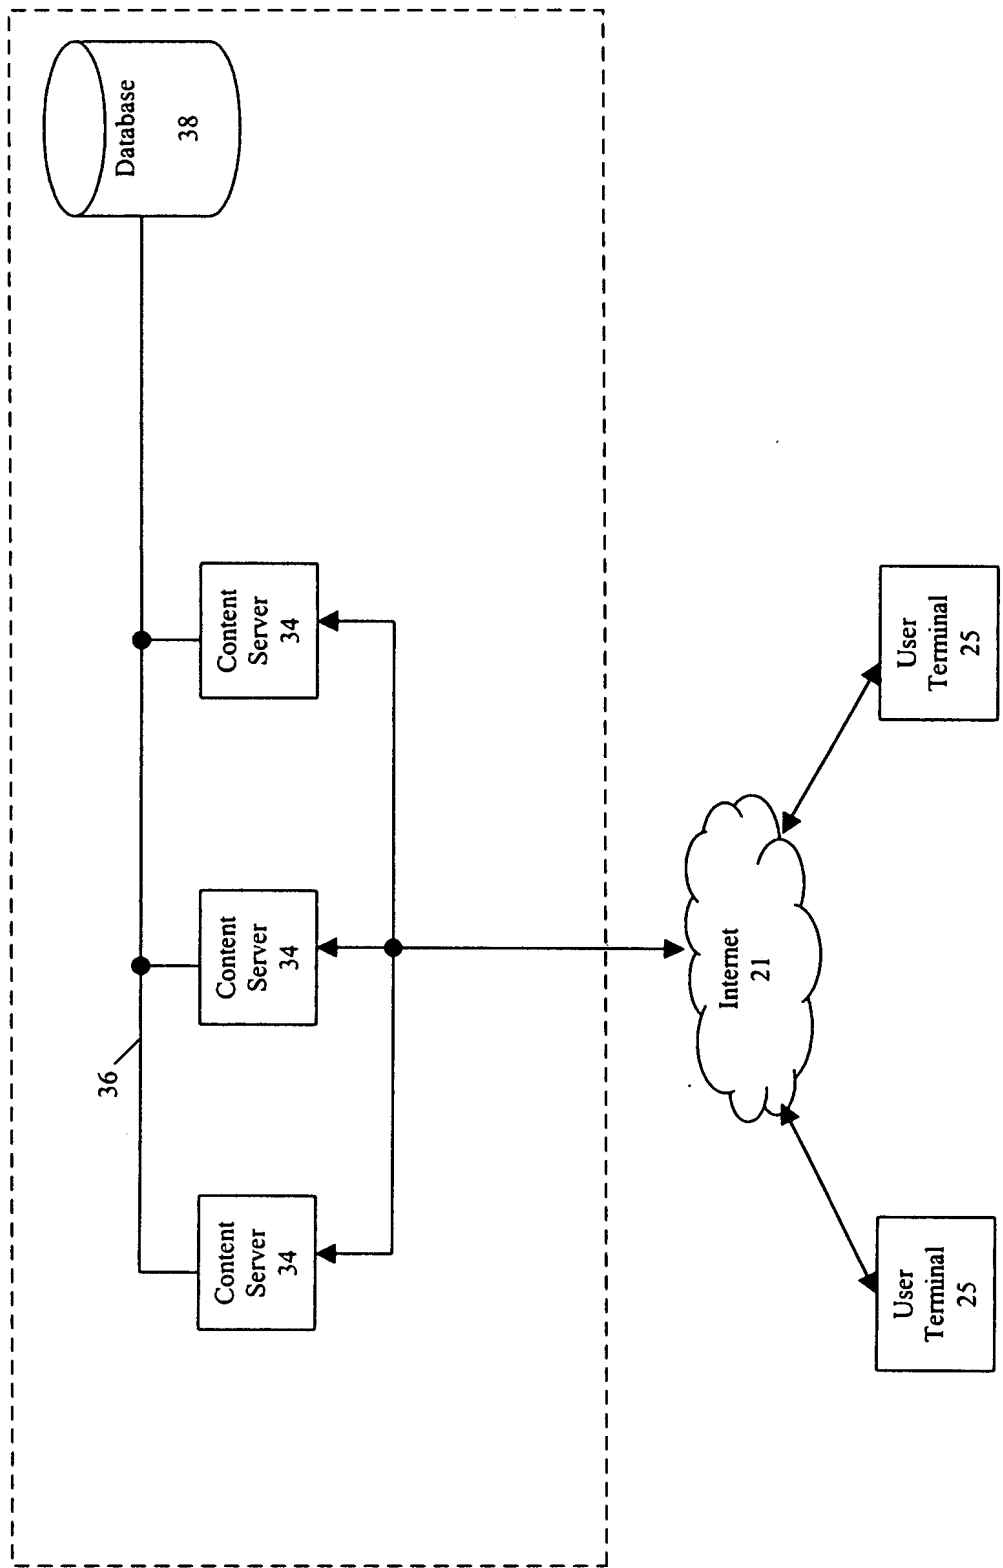 36
Database
38
Content
Server
34
Content
Server
34
Content
Server
34
Internet
21
User
Terminal
25
User
Terminal
25